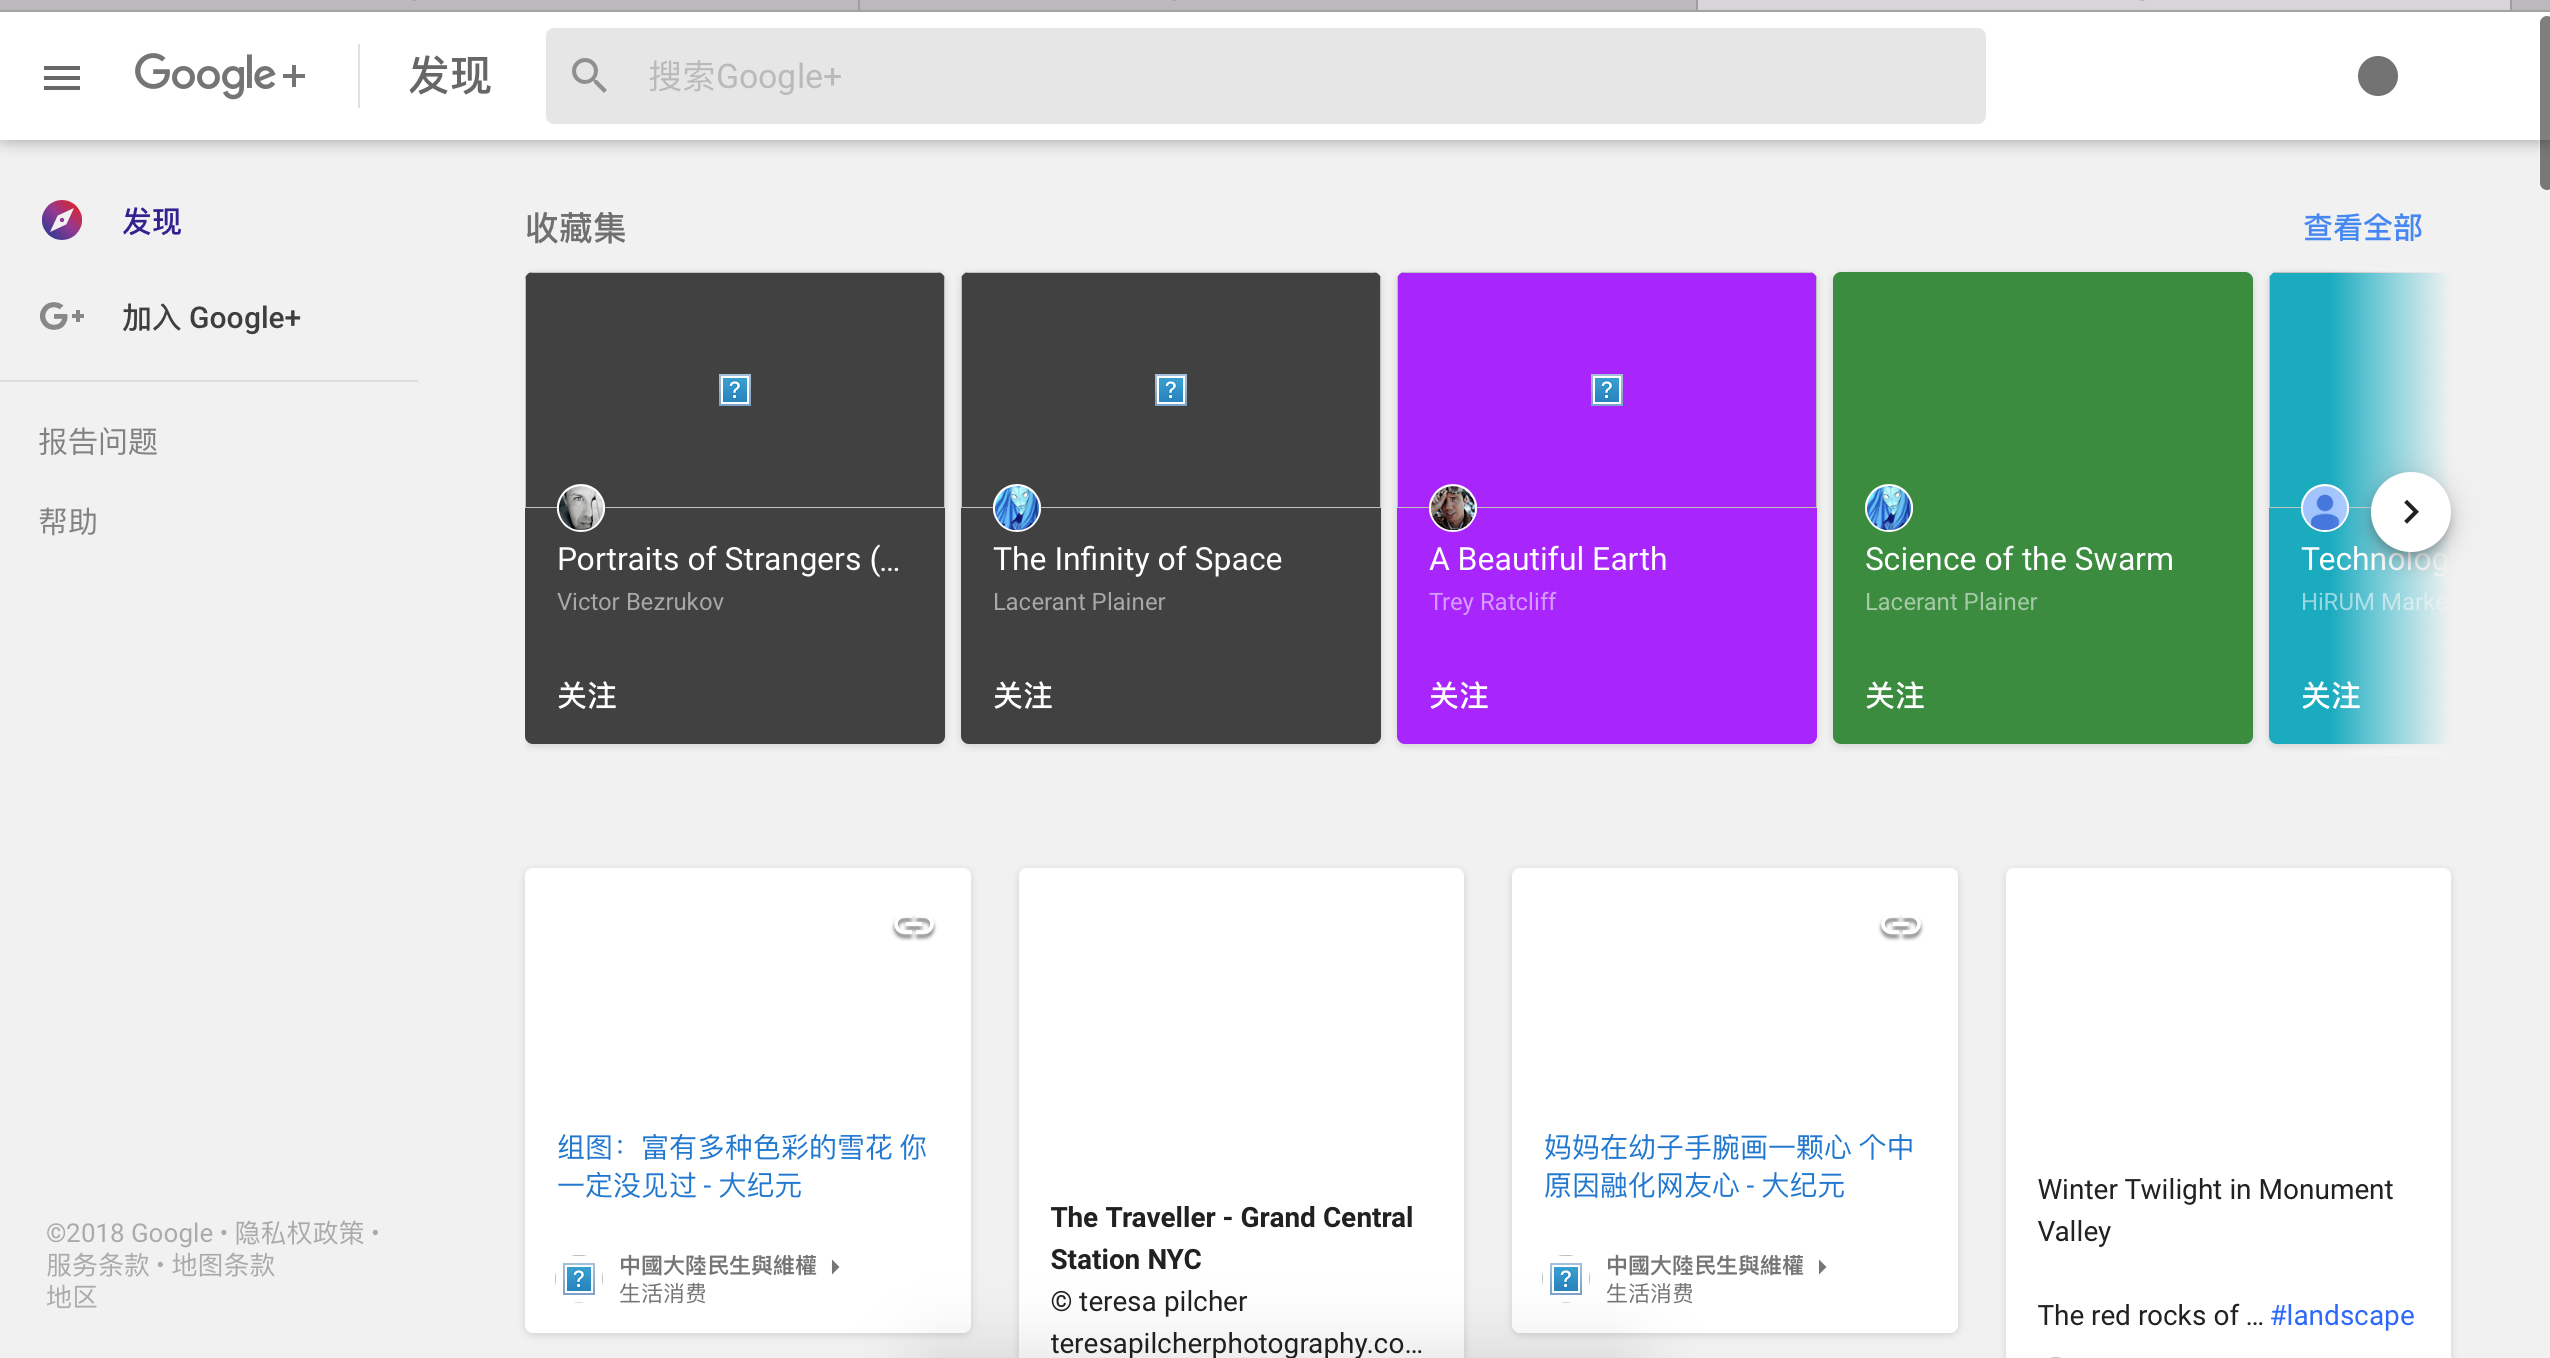 Google+
发现
搜索Google+
发现
G+ 加入 Google+
报告问题
帮助
收藏集
查看全部
Portraits of Strangers (...
Victor Bezrukov
关注
The Infinity of Space
Lacerant Plainer
关注
A Beautiful Earth
Trey Ratcliff
关注
Science of the Swarm
Lacerant Plainer
关注
Technolog
HiRUM Marke
关注
组图：富有多种色彩的雪花 你
一定没见过 - 大纪元
中國大陸民生與維權
生活消费
The Traveller - Grand Central
Station NYC
© teresa pilcher
teresapilcherphotography.co...
妈妈在幼子手腕画一颗心 个中
原因融化网友心 - 大纪元
中國大陸民生與維權
生活消费
Winter Twilight in Monument
Valley
The red rocks of ... #landscape
©2018 Google • 隐私权政策 •
服务条款 • 地图条款
地区